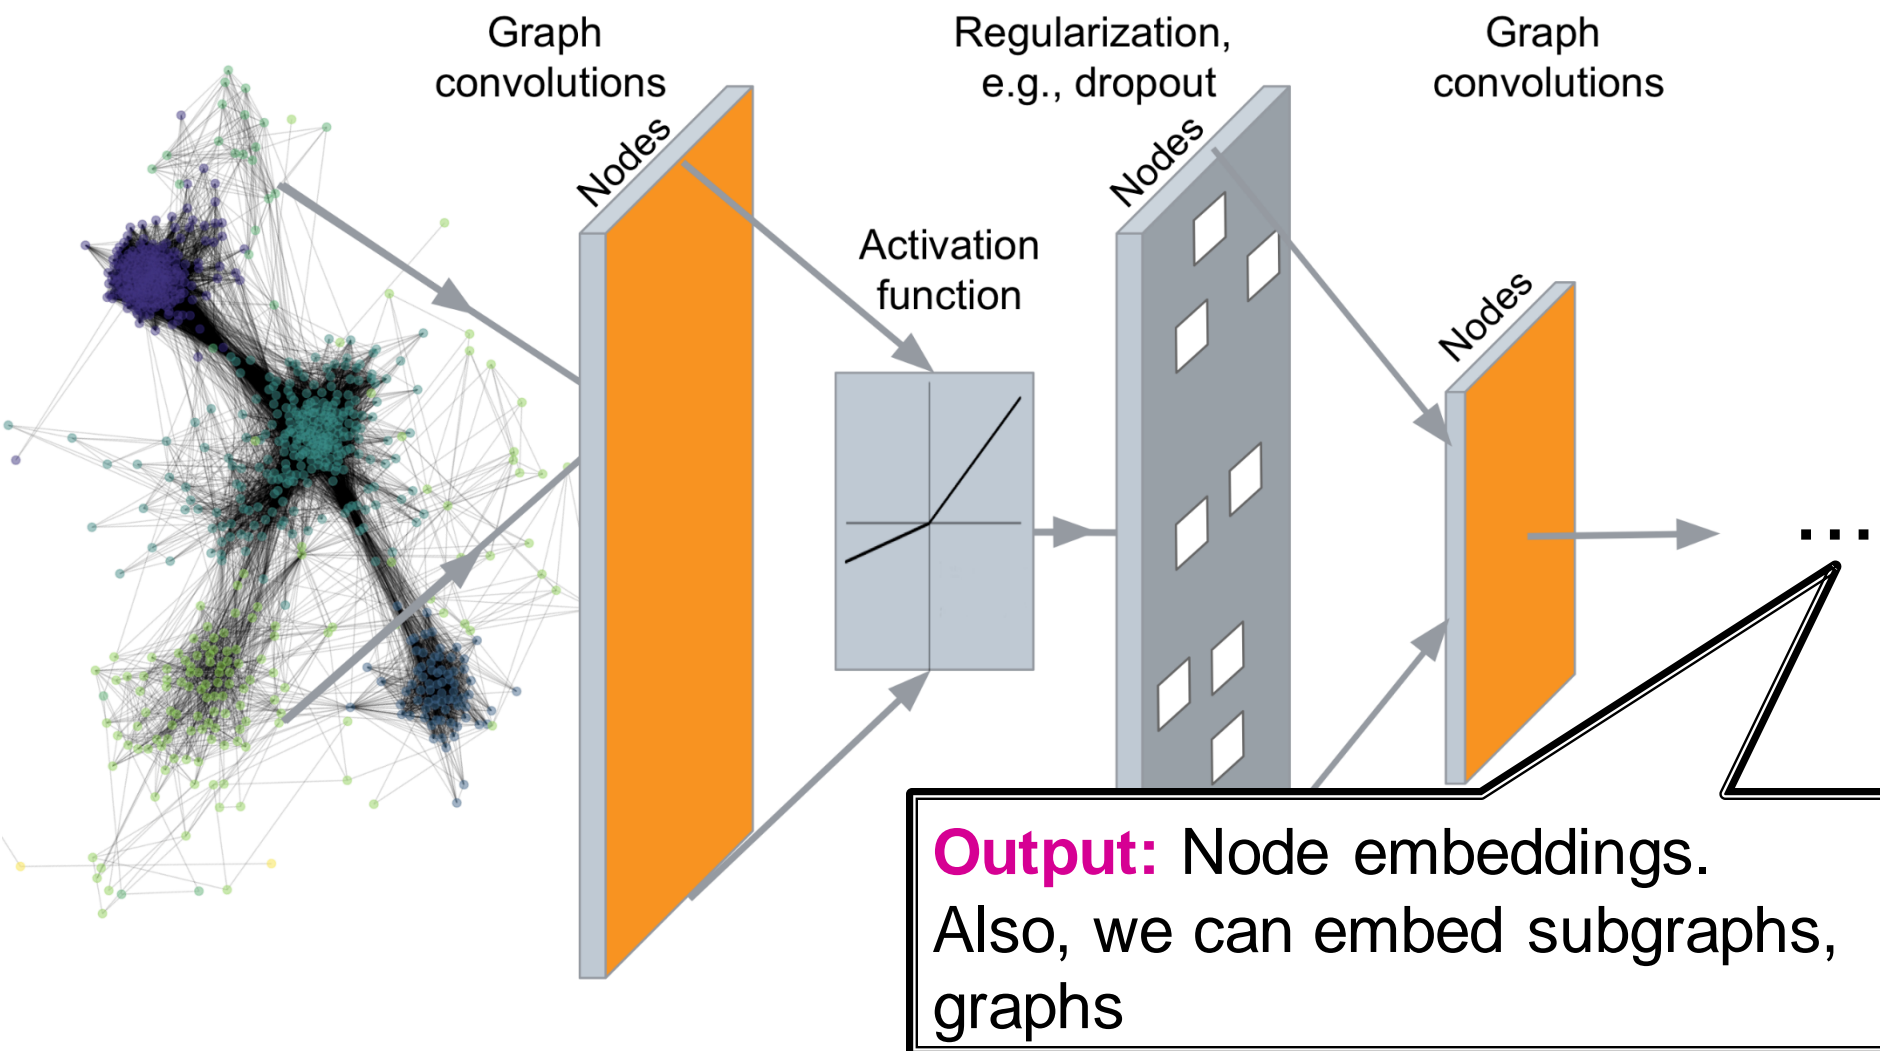 Graph
convolutions
Regularization,
e.g., dropout
Graph
convolutions
Nodes
Nodes
Activation
function
Nodes
...
Output: Node embeddings.
Also, we can embed subgraphs,
graphs